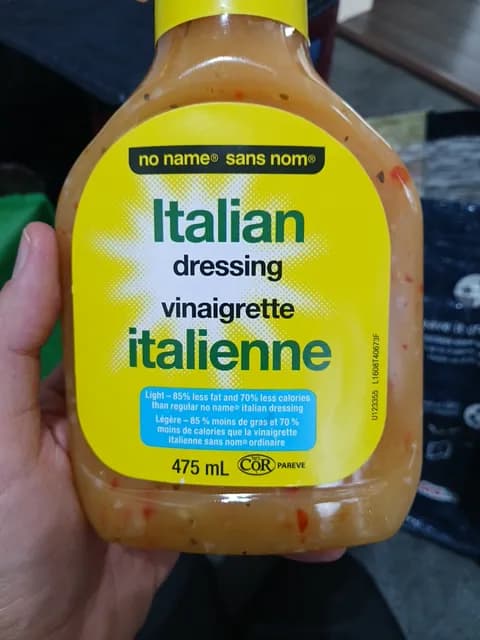 no name® sans nom®
Italian
dressing
vinaigrette
italienne
Light – 85% less fat and 70% less calories
than regular no name® italian dressing
Légère – 85 % moins de gras et 70 %
moins de calories que la vinaigrette
italienne sans nom® ordinaire
475 mL COR PAREVE
U123355 L1608T40673F